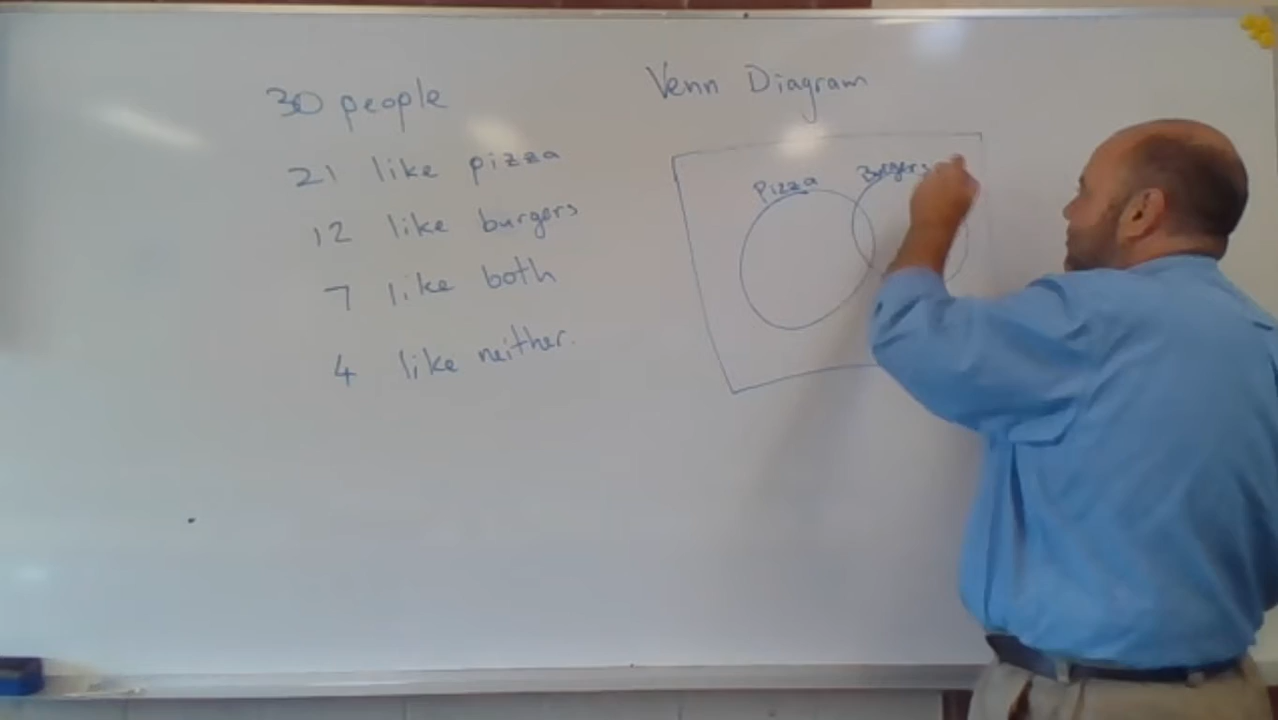 30 people
21 like pizza
12 like burgers
7 like both
4 like neither.
Venn Diagram
Pizza
Burgers